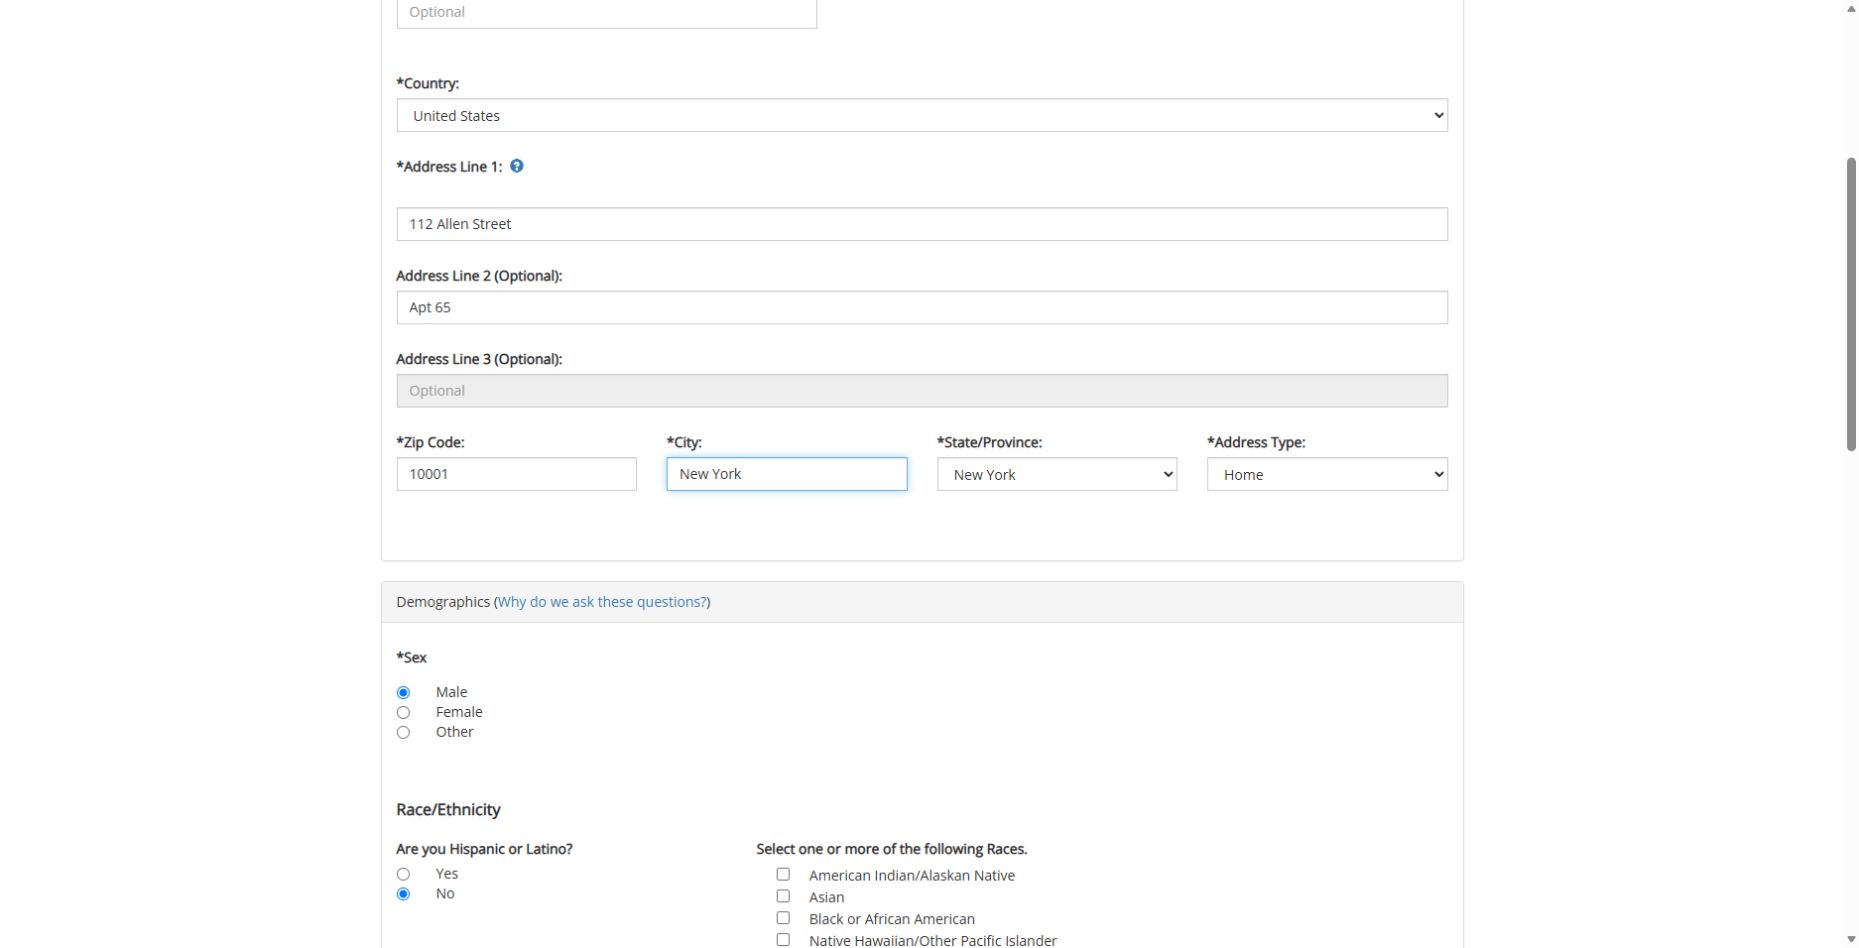 Optional
*Country:
United States
*Address Line 1:
112 Allen Street
Address Line 2 (Optional):
Apt 65
Address Line 3 (Optional):
Optional
*Zip Code: *City: *State/Province: *Address Type:
10001 New York New York Home
Demographics (Why do we ask these questions?)
*Sex
Male
Female
Other
Race/Ethnicity
Are you Hispanic or Latino? Select one or more of the following Races.
Yes American Indian/Alaskan Native
No Asian
Black or African American
Native Hawaiian/Other Pacific Islander